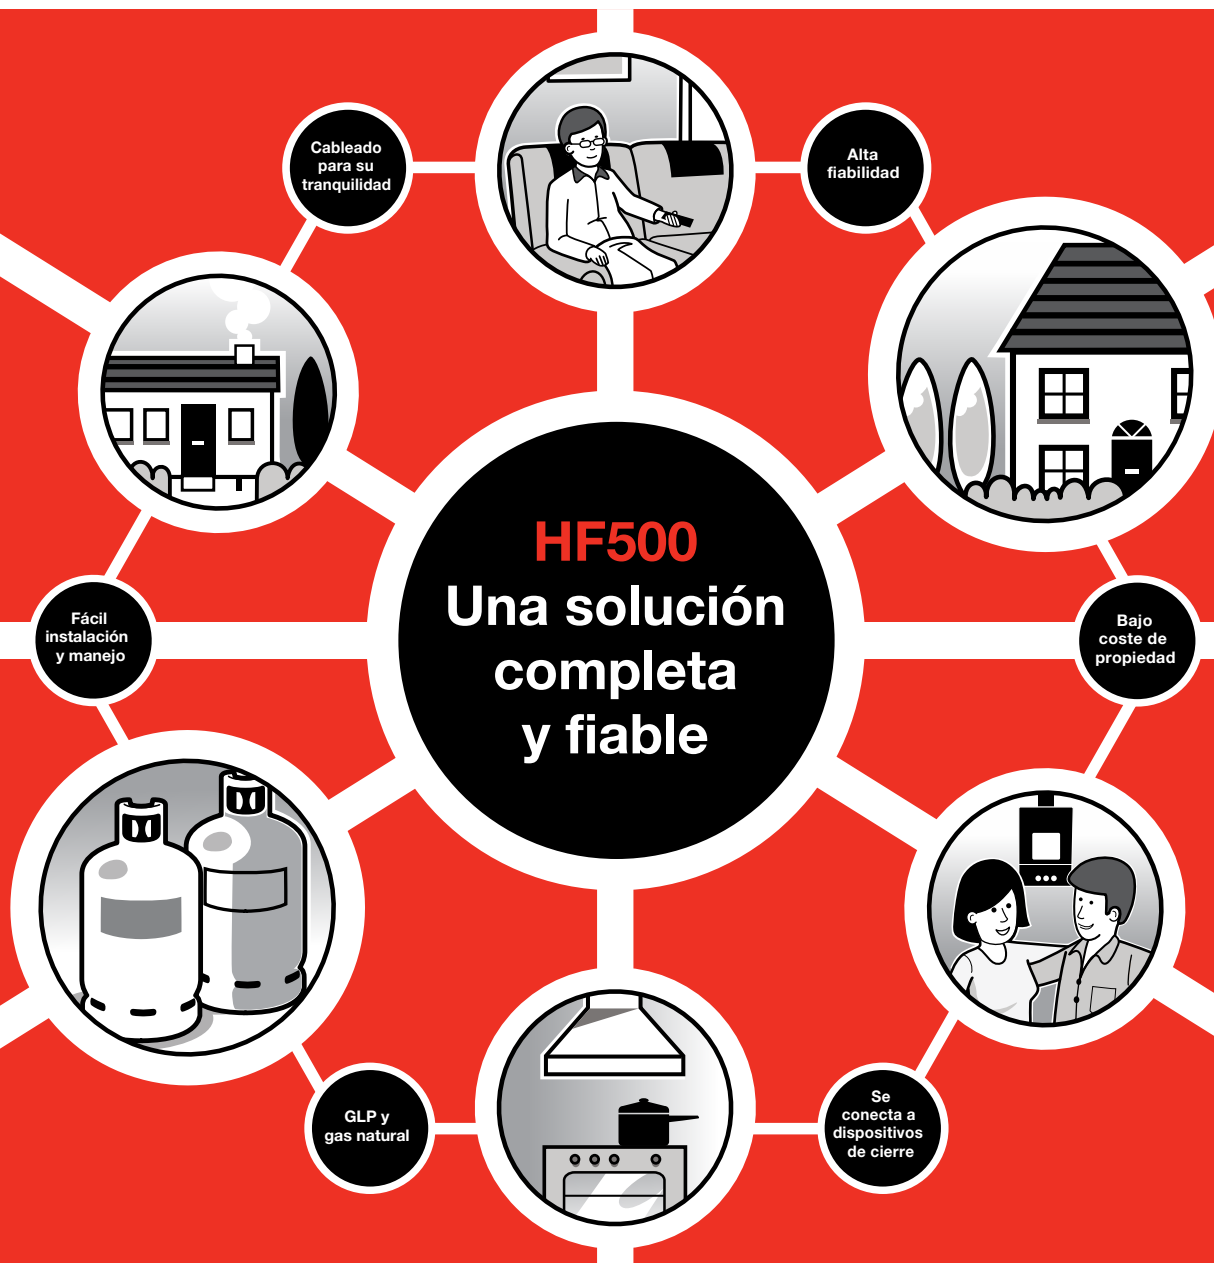 Cableado
para su
tranquilidad
Alta
fiabilidad
HF500
Una solución
completa
y fiable
Fácil
instalación
y manejo
Bajo
coste de
propiedad
GLP y
gas natural
Se
conecta a
dispositivos
de cierre